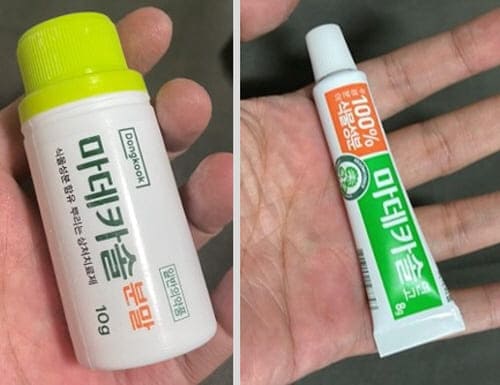 Dongkook
마데카솔
분말
식물성분 함유 뿌리는 상처치료제
일반의약품
10g
100%
식물성분
마데카솔
연고
8g